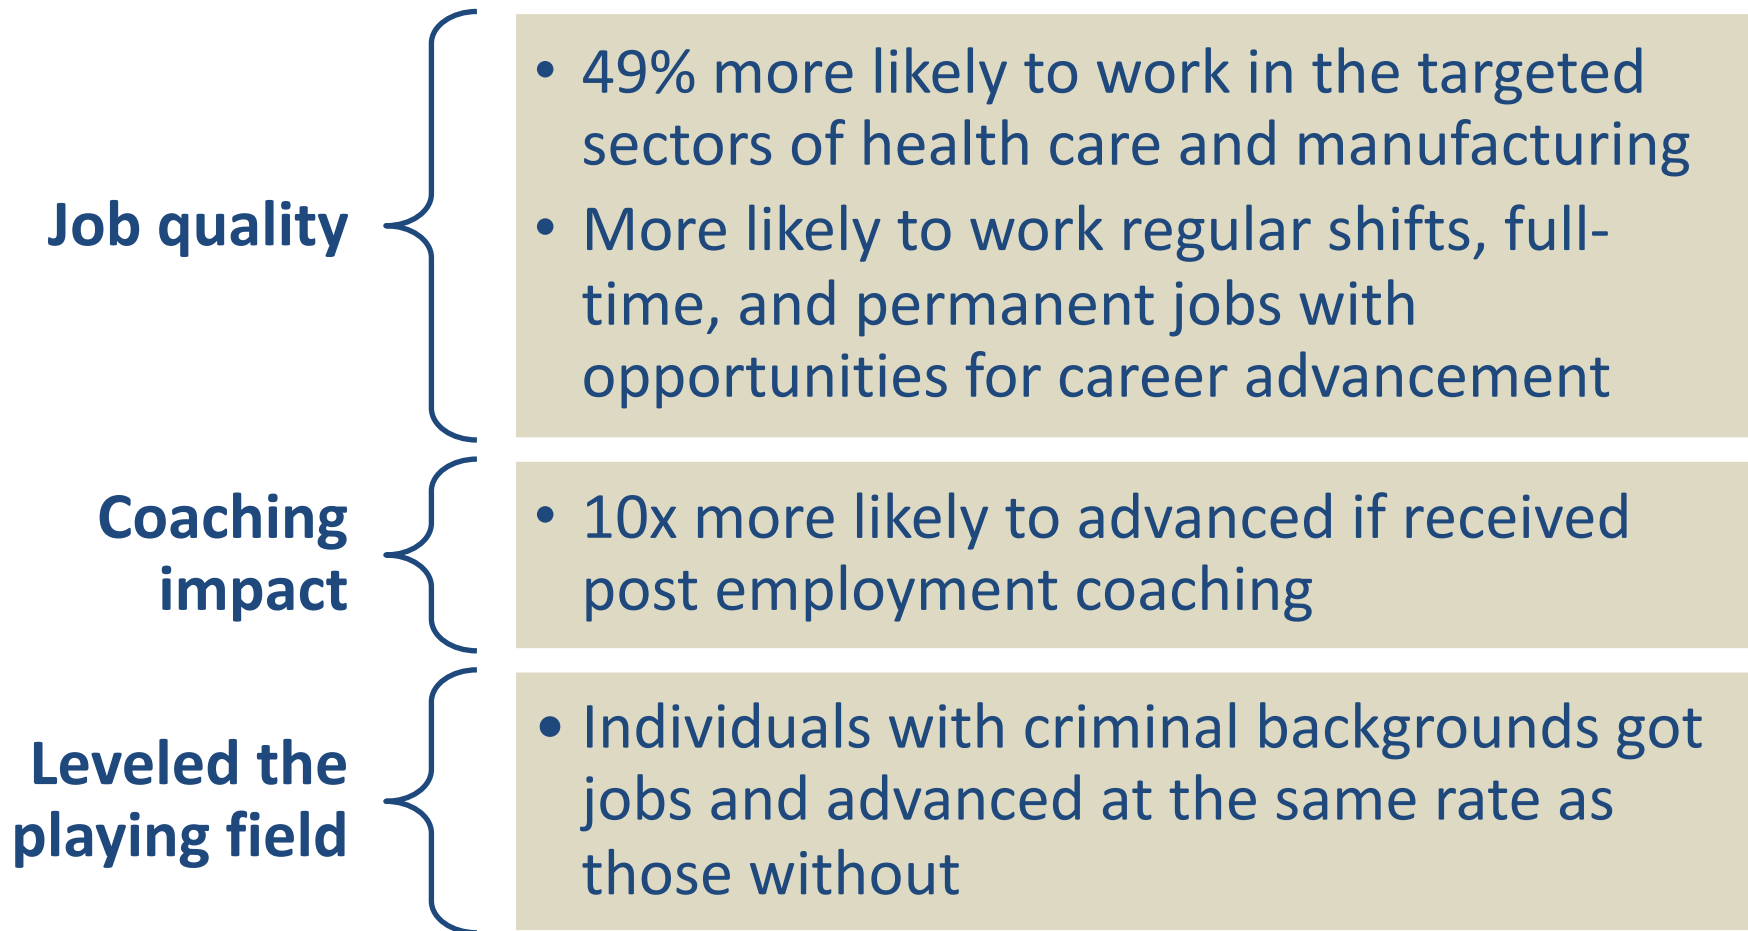 Job quality
• 49% more likely to work in the targeted
sectors of health care and manufacturing
• More likely to work regular shifts, full-
time, and permanent jobs with
opportunities for career advancement
Coaching
impact
• 10x more likely to advanced if received
post employment coaching
Leveled the
playing field
• Individuals with criminal backgrounds got
jobs and advanced at the same rate as
those without